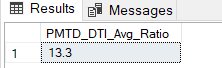 Results Messages
PMTD_DTI_Avg_Ratio
1 13.3